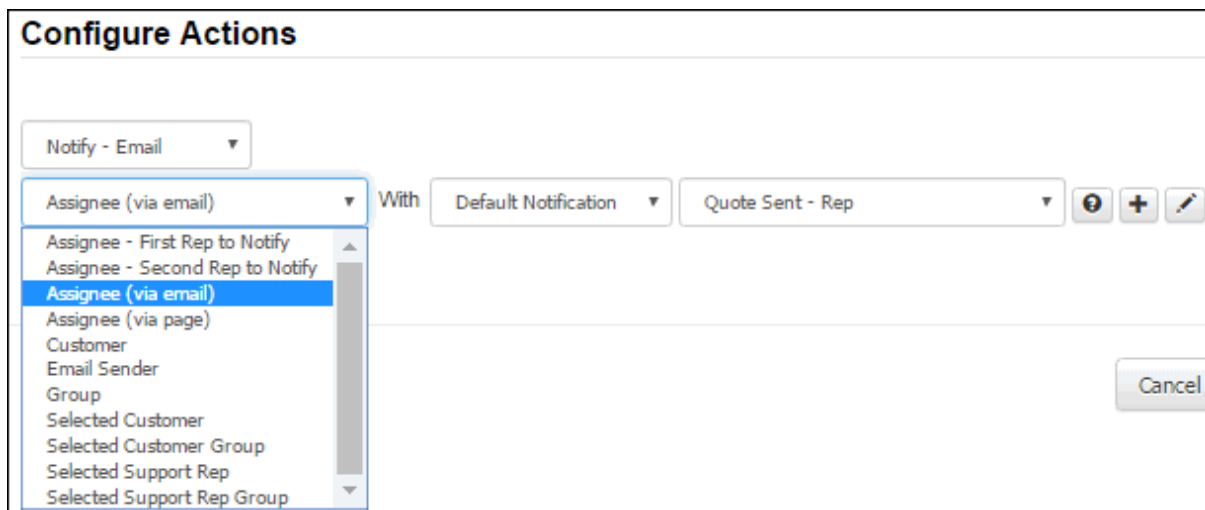 Configure Actions
Notify - Email
Assignee (via email) With Default Notification Quote Sent - Rep
Assignee - First Rep to Notify
Assignee - Second Rep to Notify
Assignee (via email)
Assignee (via page)
Customer
Email Sender
Group
Selected Customer
Selected Customer Group
Selected Support Rep
Selected Support Rep Group
Cancel